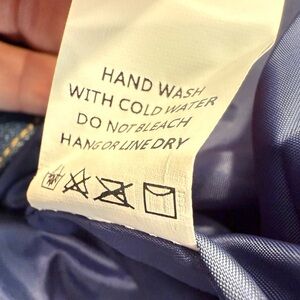 HAND WASH
WITH COLD WATER
DO NOT BLEACH
HANG OR LINE DRY